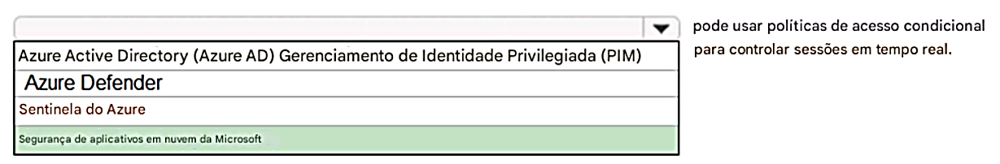 pode usar políticas de acesso condicional
para controlar sessões em tempo real.
Azure Active Directory (Azure AD) Gerenciamento de Identidade Privilegiada (PIM)
Azure Defender
Sentinela do Azure
Segurança de aplicativos em nuvem da Microsoft